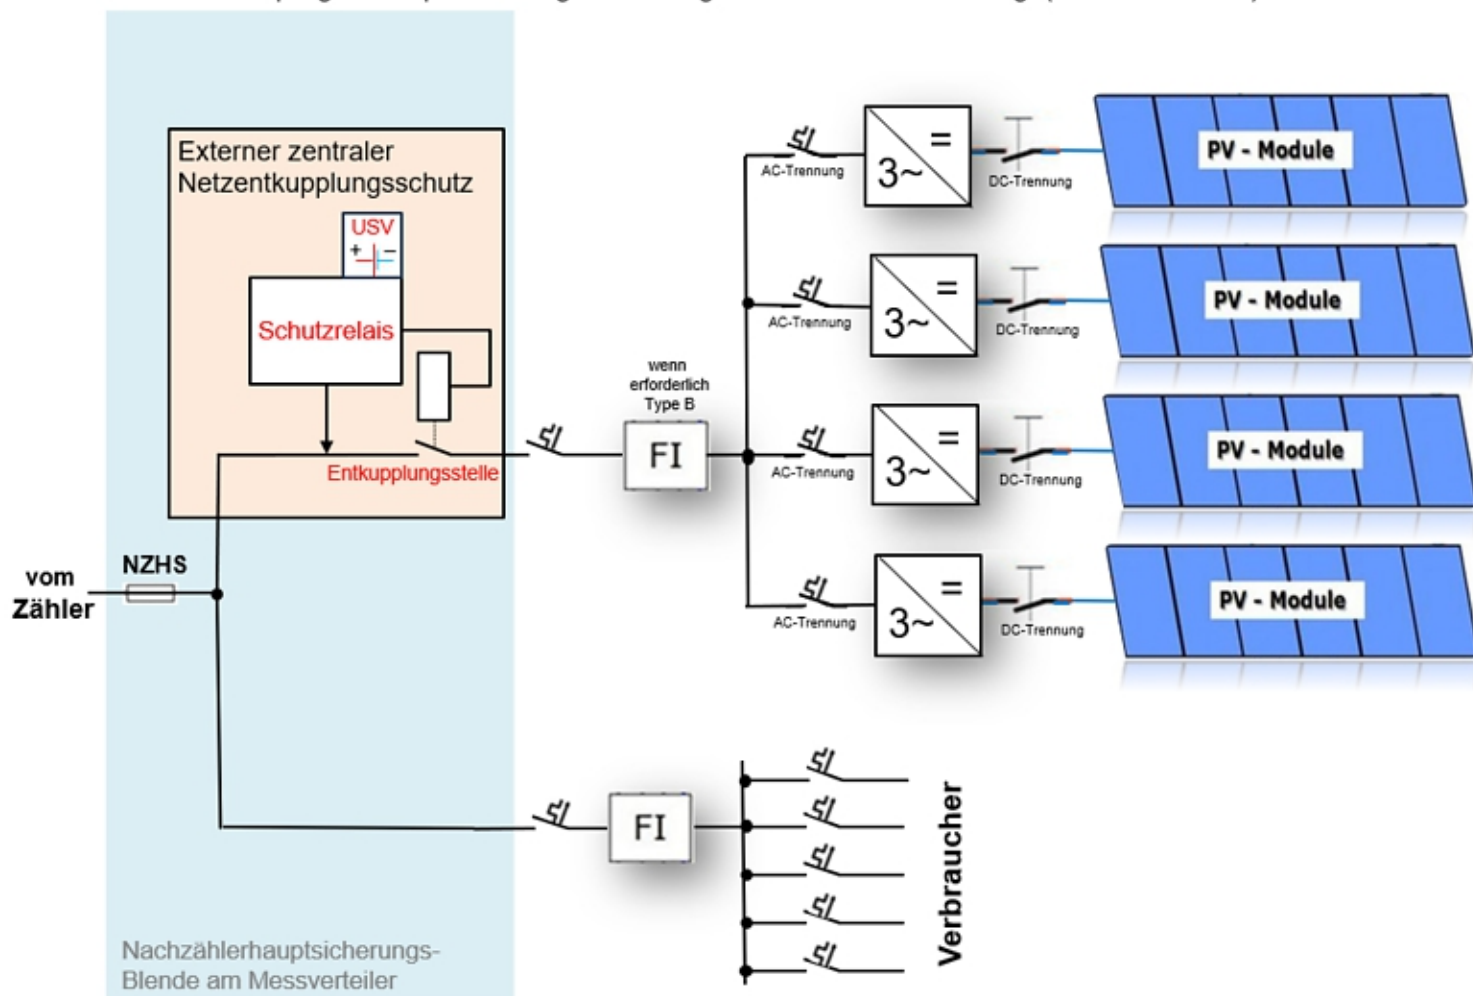 Externer zentraler
Netzentkupplungsschutz
USV
+ −
Schutzrelais
Entkupplungsstelle
wenn
erforderlich
Type B
FI
AC-Trennung
3~ =
DC-Trennung
PV - Module
AC-Trennung
3~ =
DC-Trennung
PV - Module
AC-Trennung
3~ =
DC-Trennung
PV - Module
AC-Trennung
3~ =
DC-Trennung
PV - Module
NZHS
vom
Zähler
FI
Verbraucher
Nachzählerhauptsicherungs-
Blende am Messverteiler